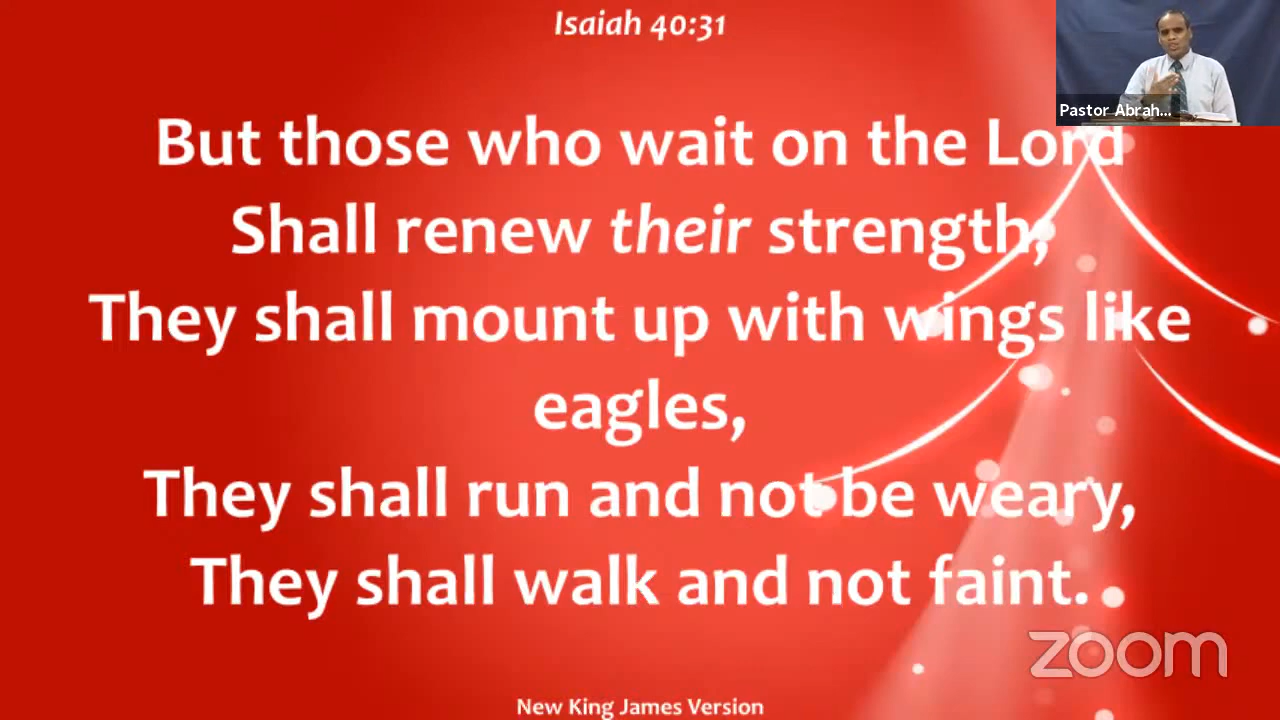 Isaiah 40:31
Pastor Abrah...
But those who wait on the Lord
Shall renew their strength;
They shall mount up with wings like
eagles,
They shall run and not be weary,
They shall walk and not faint.
zoom
New King James Version